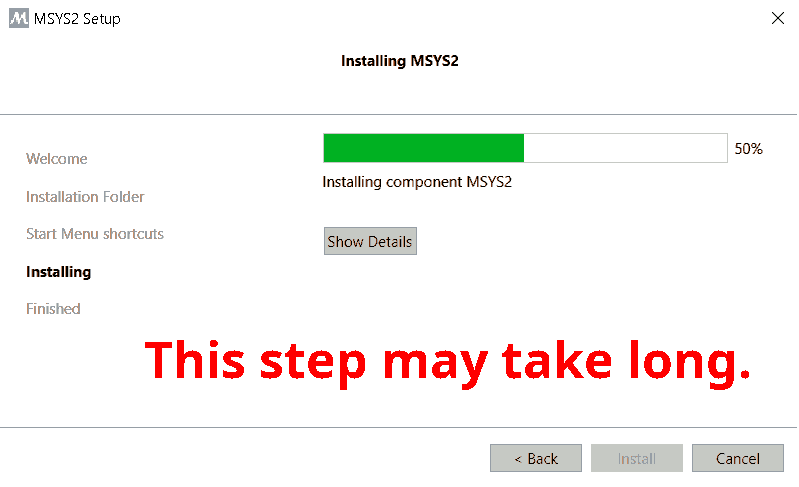 MSYS2 Setup
Installing MSYS2
Welcome
Installation Folder
Start Menu shortcuts
Installing
Finished
50%
Installing component MSYS2
Show Details
This step may take long.
< Back
Install
Cancel